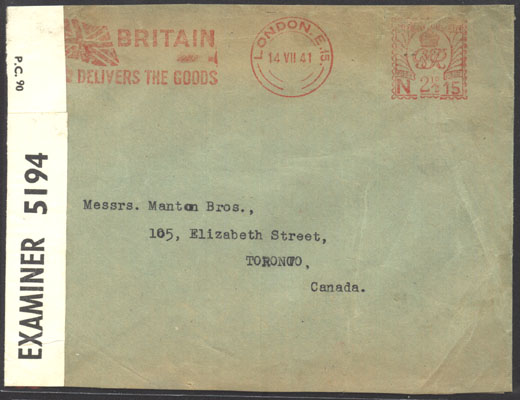 BRITAIN
DELIVERS THE GOODS
LONDON. E.15
14 VII 41
N 2½ 15
P.C. 90
EXAMINER 5194
Messrs. Manton Bros.,
165, Elizabeth Street,
TORONTO,
Canada.